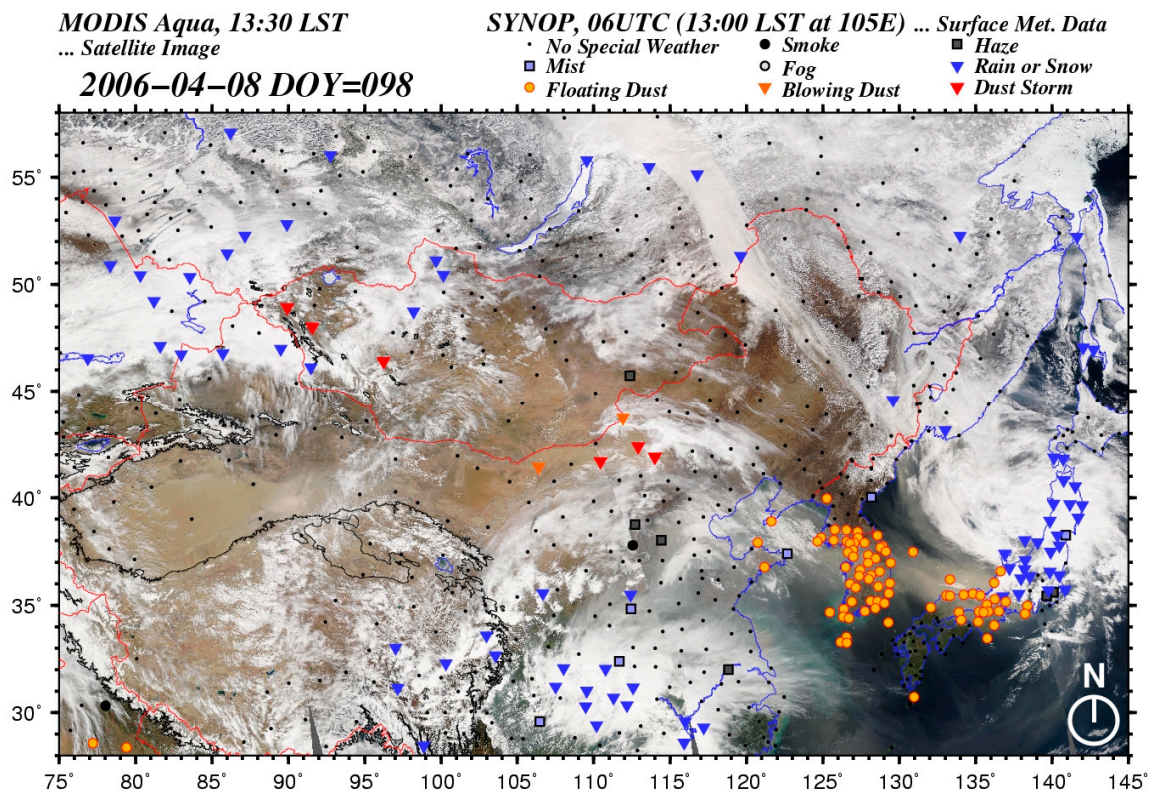 MODIS Aqua, 13:30 LST
... Satellite Image
2006−04−08 DOY=098
SYNOP, 06UTC (13:00 LST at 105E) ... Surface Met. Data
No Special Weather
Smoke
Haze
Mist
Fog
Rain or Snow
Floating Dust
Blowing Dust
Dust Storm
55°
50°
45°
40°
35°
30°
N
75 80 85 90 95 100 105 110 115 120 125 130 135 140 145